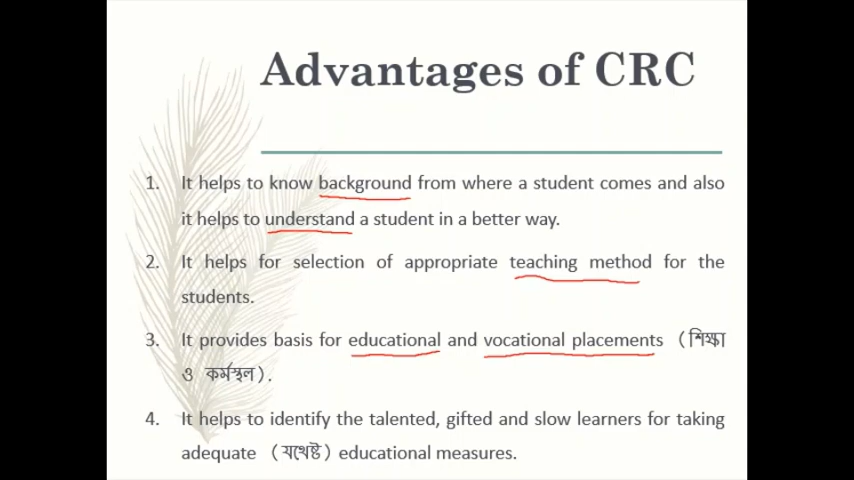 Advantages of CRC
1. It helps to know background from where a student comes and also
it helps to understand a student in a better way.
2. It helps for selection of appropriate teaching method for the
students.
3. It provides basis for educational and vocational placements (শিক্ষা
ও কর্মস্থল).
4. It helps to identify the talented, gifted and slow learners for taking
adequate (যথেষ্ট) educational measures.